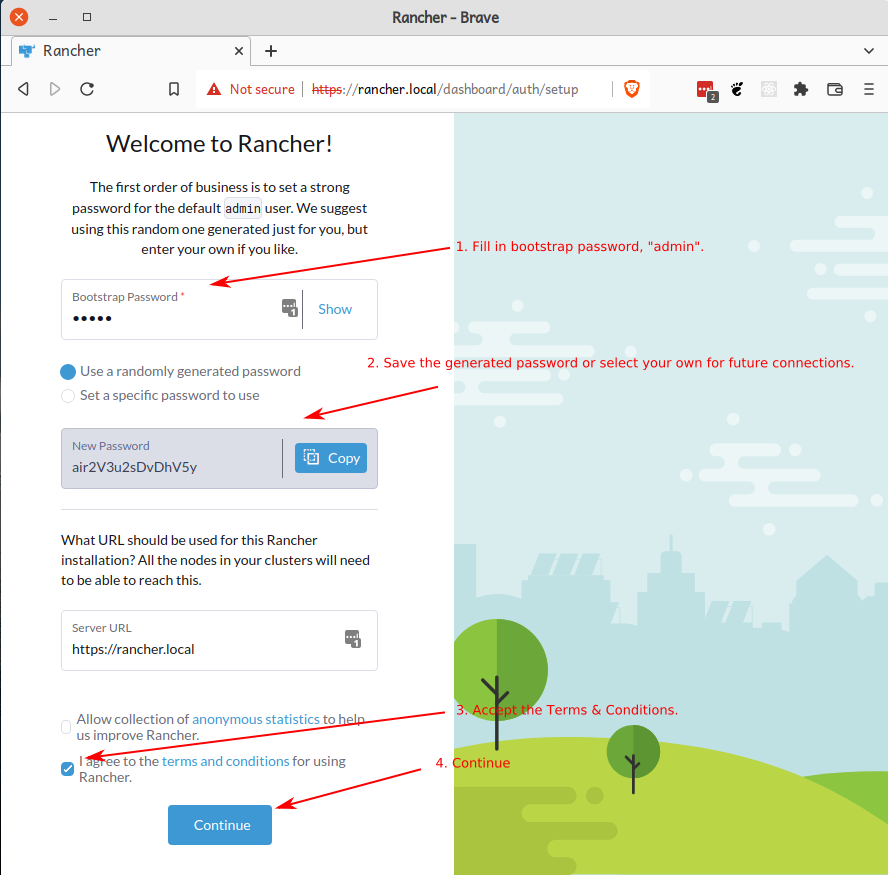 Rancher - Brave
Rancher
Not secure https://rancher.local/dashboard/auth/setup
2
Welcome to Rancher!
The first order of business is to set a strong
password for the default admin user. We suggest
using this random one generated just for you, but
enter your own if you like.
1. Fill in bootstrap password, "admin".
Bootstrap Password *
••••• 1 Show
2. Save the generated password or select your own for future connections.
Use a randomly generated password
Set a specific password to use
New Password
air2V3u2sDvDhV5y Copy
What URL should be used for this Rancher
installation? All the nodes in your clusters will need
to be able to reach this.
Server URL
https://rancher.local 1
3. Accept the Terms & Conditions.
Allow collection of anonymous statistics to help
us improve Rancher.
4. Continue
I agree to the terms and conditions for using
Rancher.
Continue